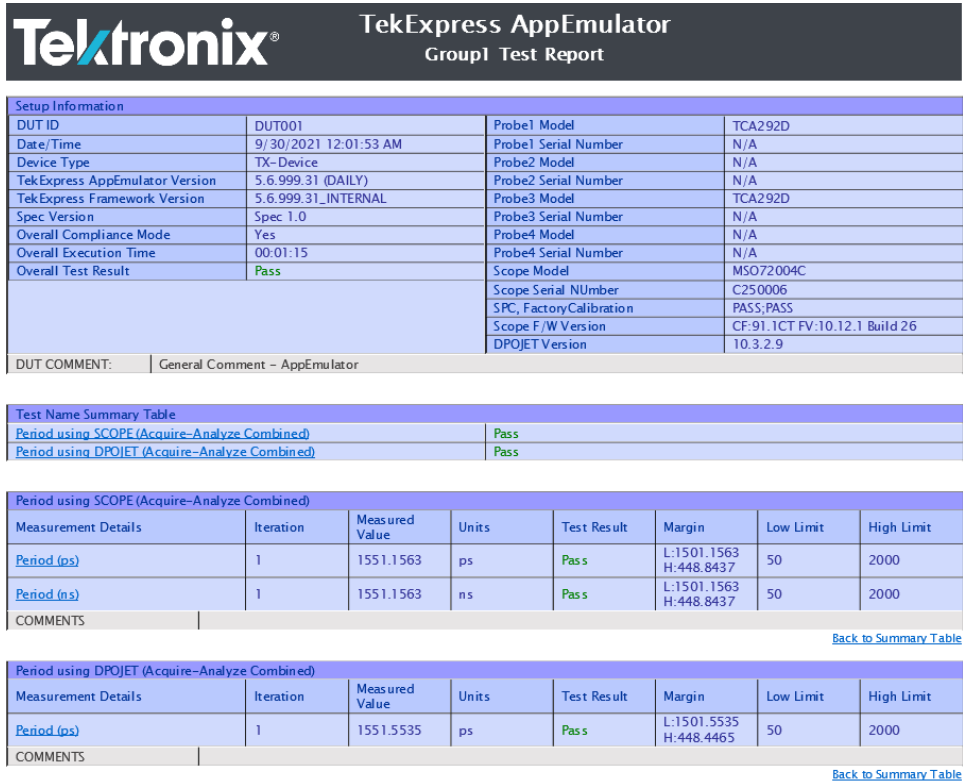 Tektronix®
TekExpress AppEmulator
Group1 Test Report
Setup Information
DUT ID DUT001 Probe1 Model TCA292D
Date/Time 9/30/2021 12:01:53 AM Probe1 Serial Number N/A
Device Type TX-Device Probe2 Model N/A
TekExpress AppEmulator Version 5.6.999.31 (DAILY) Probe2 Serial Number N/A
TekExpress Framework Version 5.6.999.31_INTERNAL Probe3 Model TCA292D
Spec Version Spec 1.0 Probe3 Serial Number N/A
Overall Compliance Mode Yes Probe4 Model N/A
Overall Execution Time 00:01:15 Probe4 Serial Number N/A
Overall Test Result Pass Scope Model MSO72004C
Scope Serial NUmber C250006
SPC, FactoryCalibration PASS;PASS
Scope F/W Version CF:91.1CT FV:10.12.1 Build 26
DPOJET Version 10.3.2.9
DUT COMMENT: General Comment - AppEmulator
Test Name Summary Table
Period using SCOPE (Acquire-Analyze Combined) Pass
Period using DPOJET (Acquire-Analyze Combined) Pass
Period using SCOPE (Acquire-Analyze Combined)
Measurement Details Iteration Measured Value Units Test Result Margin Low Limit High Limit
Period (ps) 1 1551.1563 ps Pass L:1501.1563 H:448.8437 50 2000
Period (ns) 1 1551.1563 ns Pass L:1501.1563 H:448.8437 50 2000
COMMENTS
Back to Summary Table
Period using DPOJET (Acquire-Analyze Combined)
Measurement Details Iteration Measured Value Units Test Result Margin Low Limit High Limit
Period (ps) 1 1551.5535 ps Pass L:1501.5535 H:448.4465 50 2000
COMMENTS
Back to Summary Table